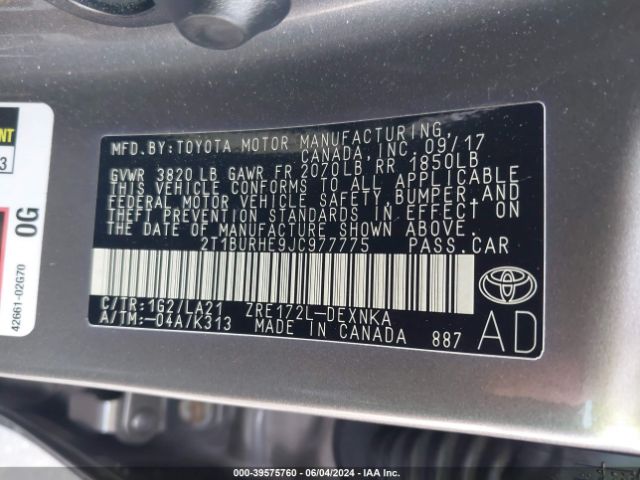 MFD. BY: TOYOTA MOTOR MANUFACTURING,
CANADA, INC. 09/17
GVWR 3820 LB GAWR FR 2070LB RR 1850LB
THIS VEHICLE CONFORMS TO ALL APPLICABLE
FEDERAL MOTOR VEHICLE SAFETY, BUMPER, AND
THEFT PREVENTION STANDARDS IN EFFECT ON
THE DATE OF MANUFACTURE SHOWN ABOVE.
2T1BURHE9JC977775 PASS. CAR
C/TR: 1G2/LA21 ZRE172L-DEXNKA
A/TM: -04A/K313 MADE IN CANADA 887
AD
TOYOTA
0G
42661-02G70
000-39575760 - 06/04/2024 - IAA Inc.